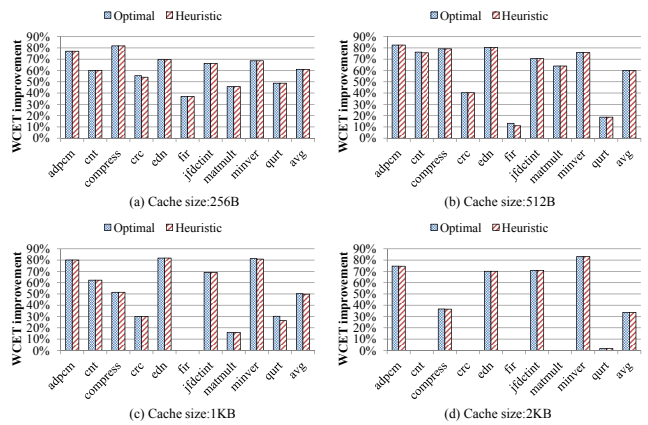 Optimal Heuristic
WCET improvement
90%
80%
70%
60%
50%
40%
30%
20%
10%
0%
adpcm cnt compress crc edn fir jfdctint matmult minver qurt avg
(a) Cache size:256B
Optimal Heuristic
WCET improvement
90%
80%
70%
60%
50%
40%
30%
20%
10%
0%
adpcm cnt compress crc edn fir jfdctint matmult minver qurt avg
(b) Cache size:512B
Optimal Heuristic
WCET improvement
90%
80%
70%
60%
50%
40%
30%
20%
10%
0%
adpcm cnt compress crc edn fir jfdctint matmult minver qurt avg
(c) Cache size:1KB
Optimal Heuristic
WCET improvement
90%
80%
70%
60%
50%
40%
30%
20%
10%
0%
adpcm cnt compress crc edn fir jfdctint matmult minver qurt avg
(d) Cache size:2KB